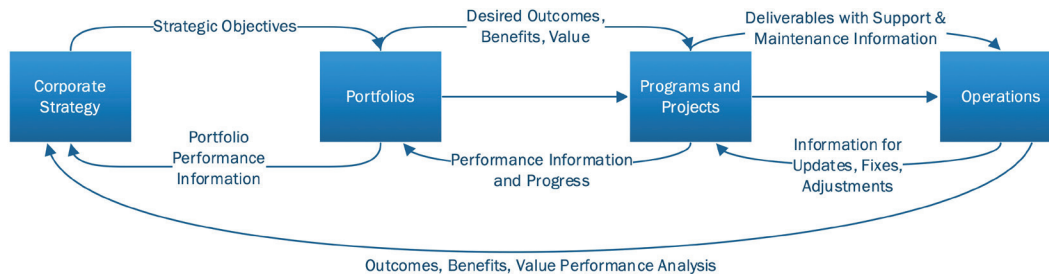 Strategic Objectives
Desired Outcomes,
Benefits, Value
Deliverables with Support &
Maintenance Information
Corporate
Strategy
Portfolios
Programs and
Projects
Operations
Portfolio
Performance
Information
Performance Information
and Progress
Information for
Updates, Fixes,
Adjustments
Outcomes, Benefits, Value Performance Analysis